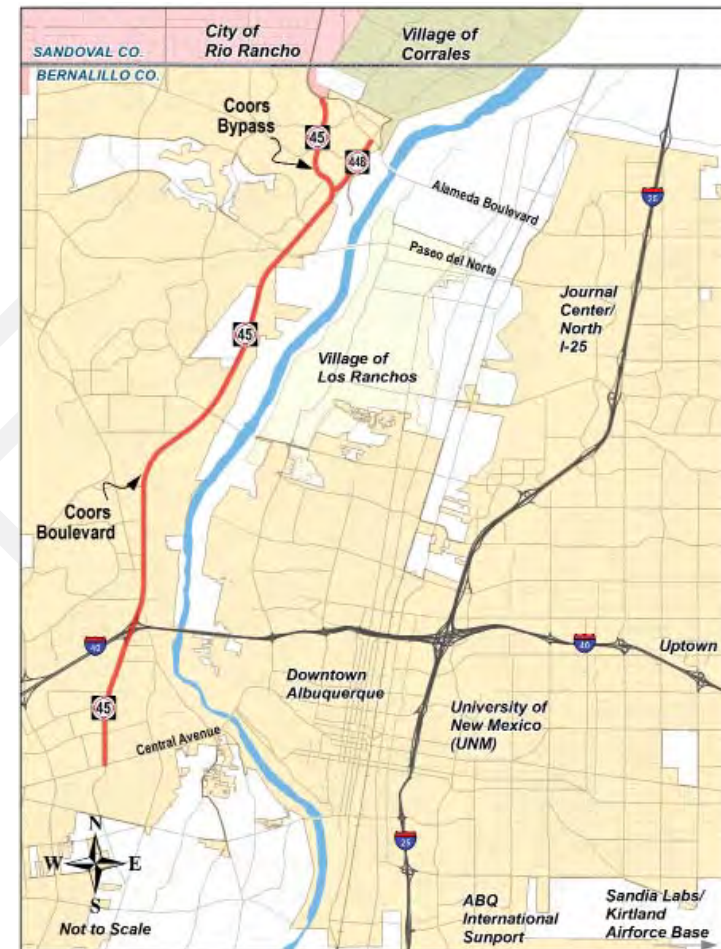 City of
Rio Rancho
Village of
Corrales
SANDOVAL CO.
BERNALILLO CO.
Coors
Bypass
45
448
Alameda Boulevard
25
Paseo del Norte
Journal
Center/
North
I-25
45
Village of
Los Ranchos
Coors
Boulevard
40
40
Uptown
Downtown
Albuquerque
45
University of
New Mexico
(UNM)
Central Avenue
N
W
E
S
Not to Scale
25
ABQ
International
Sunport
Sandia Labs/
Kirtland
Airforce Base